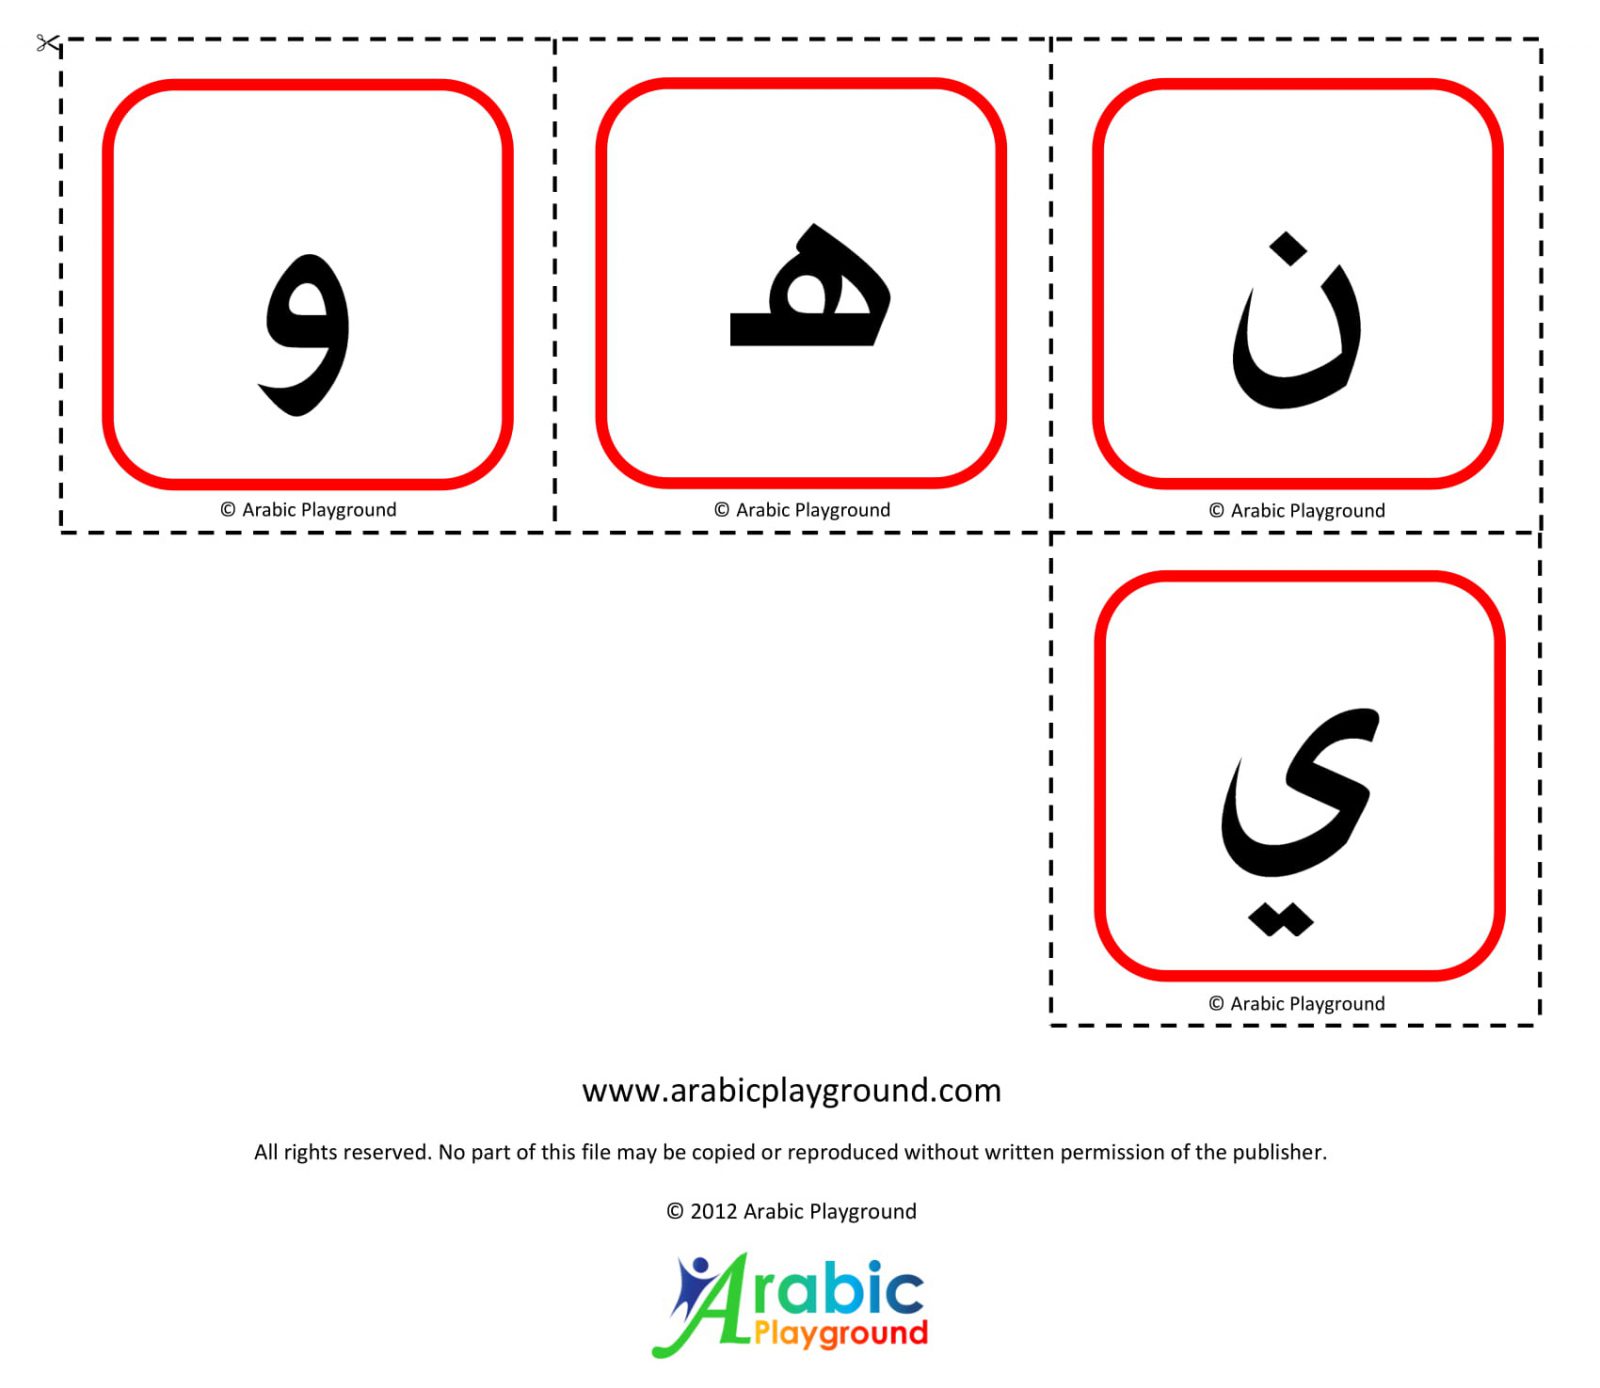 ن
هـ
و
© Arabic Playground
© Arabic Playground
© Arabic Playground
ي
© Arabic Playground
www.arabicplayground.com
All rights reserved. No part of this file may be copied or reproduced without written permission of the publisher.
© 2012 Arabic Playground
Arabic
Playground